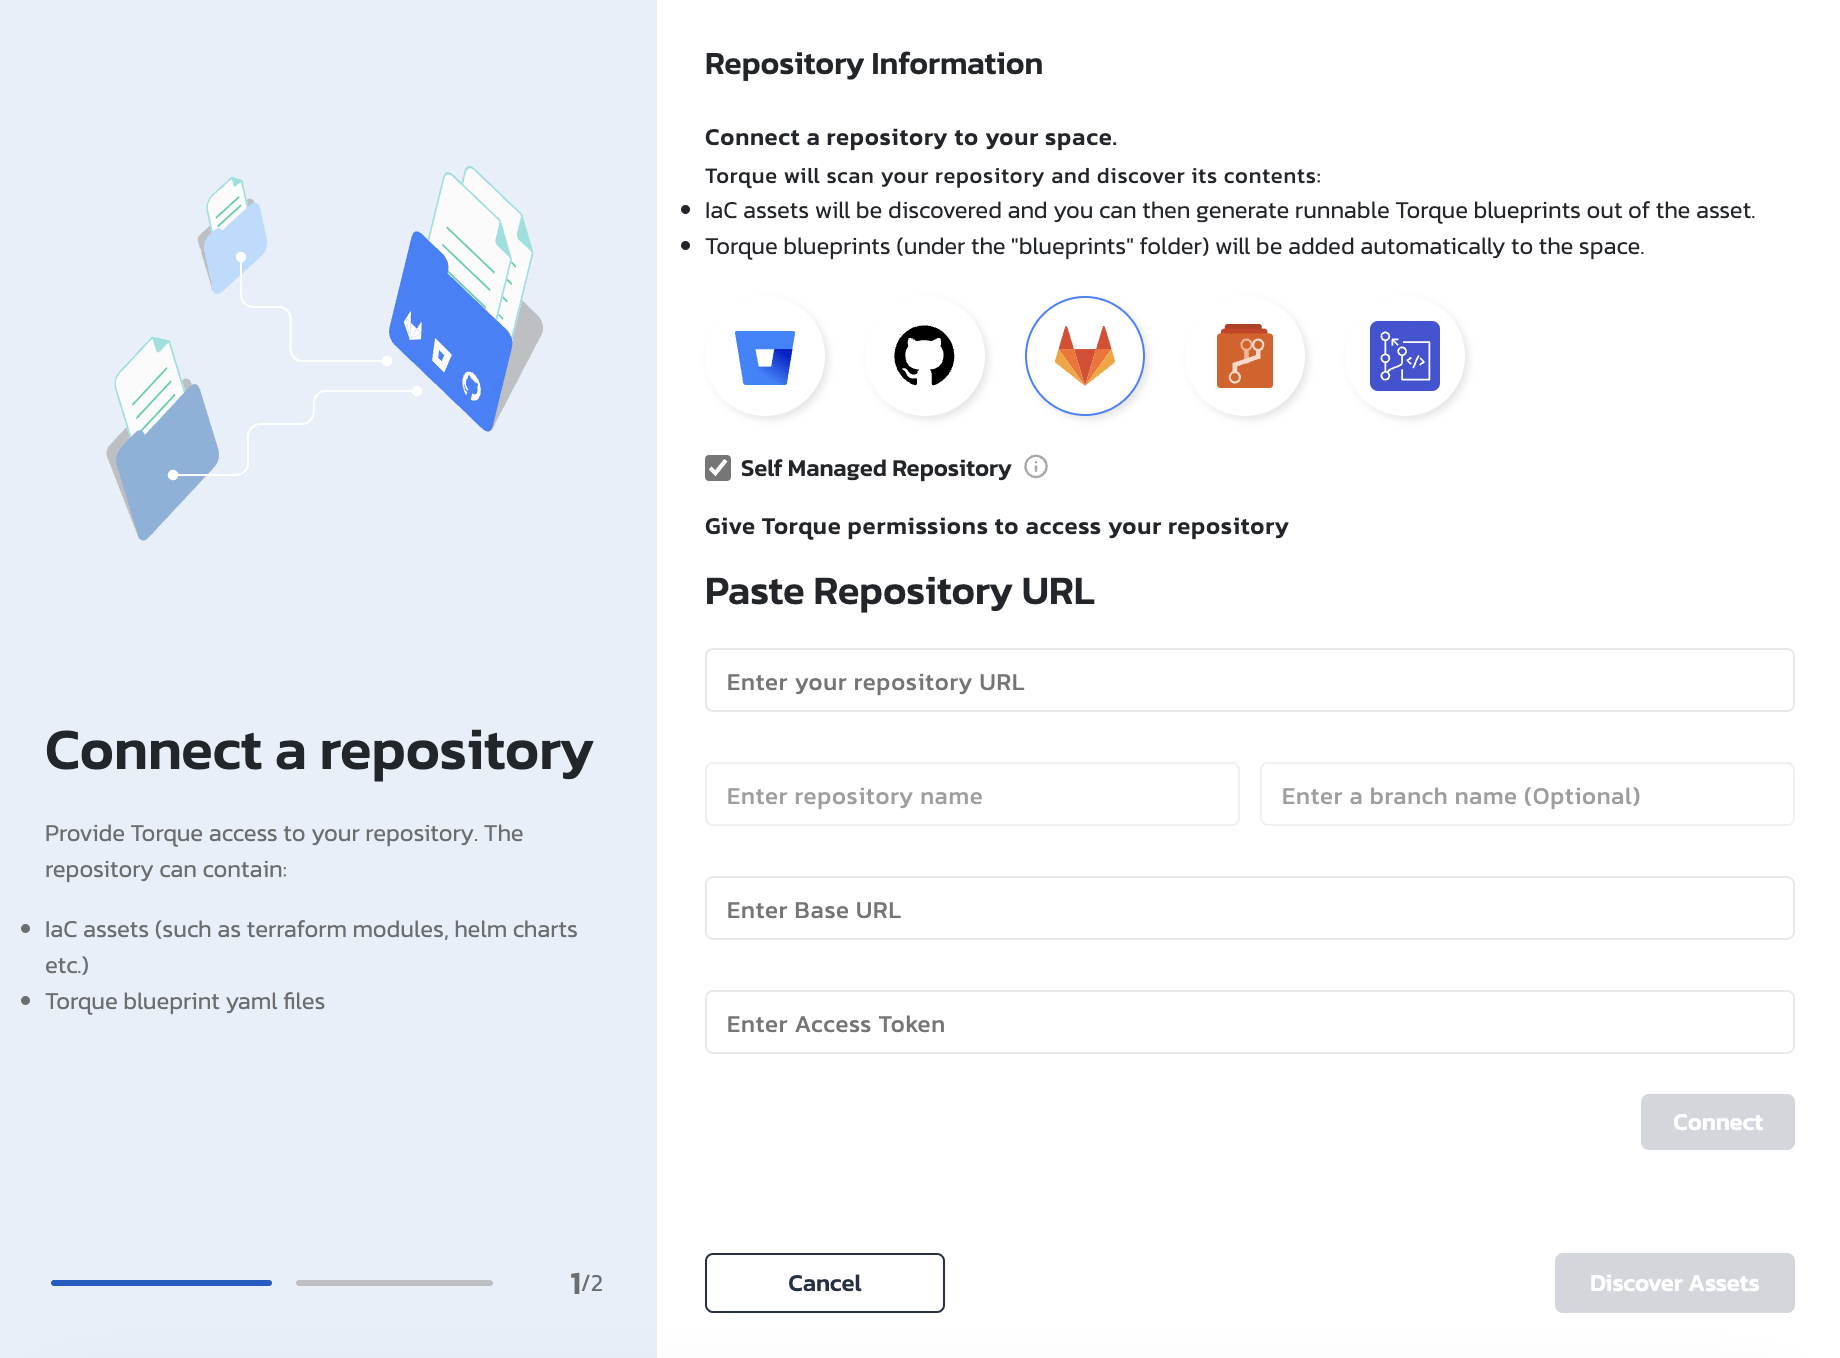 Connect a repository
Provide Torque access to your repository. The
repository can contain:
IaC assets (such as terraform modules, helm charts
etc.)
Torque blueprint yaml files
1/2
Repository Information
Connect a repository to your space.
Torque will scan your repository and discover its contents:
IaC assets will be discovered and you can then generate runnable Torque blueprints out of the asset.
Torque blueprints (under the "blueprints" folder) will be added automatically to the space.
Self Managed Repository
Give Torque permissions to access your repository
Paste Repository URL
Enter your repository URL
Enter repository name
Enter a branch name (Optional)
Enter Base URL
Enter Access Token
Connect
Cancel
Discover Assets